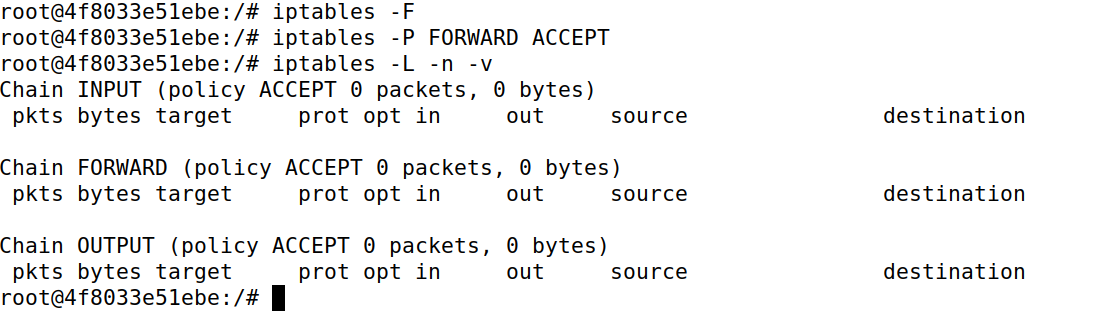 root@4f8033e51ebe:/# iptables -F
root@4f8033e51ebe:/# iptables -P FORWARD ACCEPT
root@4f8033e51ebe:/# iptables -L -n -v
Chain INPUT (policy ACCEPT 0 packets, 0 bytes)
 pkts bytes target     prot opt in     out     source               destination

Chain FORWARD (policy ACCEPT 0 packets, 0 bytes)
 pkts bytes target     prot opt in     out     source               destination

Chain OUTPUT (policy ACCEPT 0 packets, 0 bytes)
 pkts bytes target     prot opt in     out     source               destination
root@4f8033e51ebe:/#